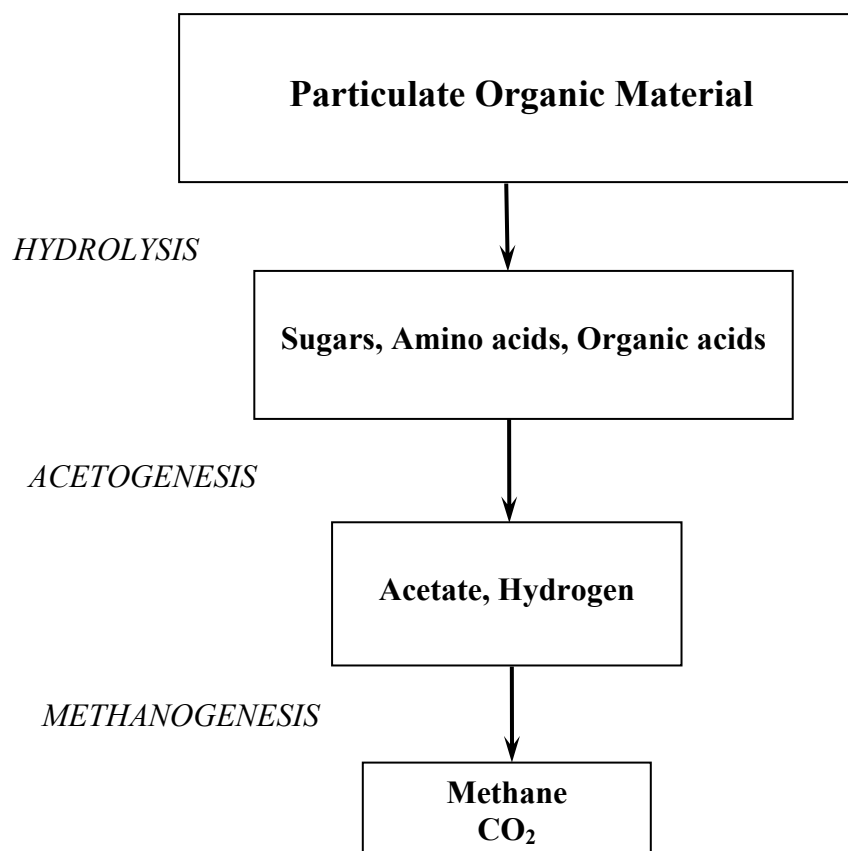 Particulate Organic Material
HYDROLYSIS
Sugars, Amino acids, Organic acids
ACETOGENESIS
Acetate, Hydrogen
METHANOGENESIS
Methane
CO₂